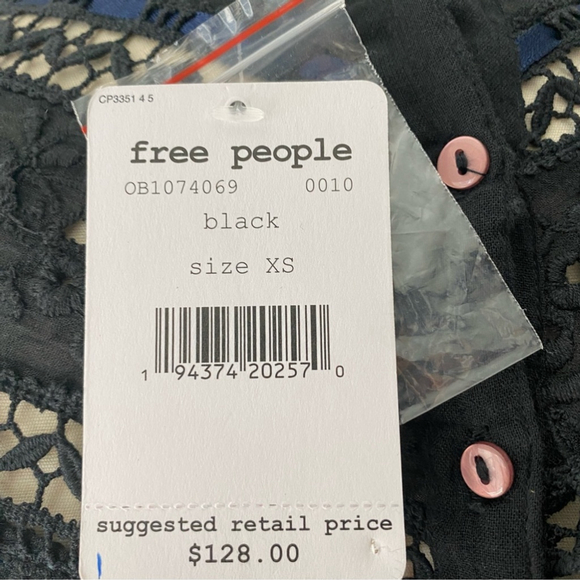 CP3351 4 5
free people
OB1074069 0010
black
size XS
1 94374 20257 0
suggested retail price
$128.00